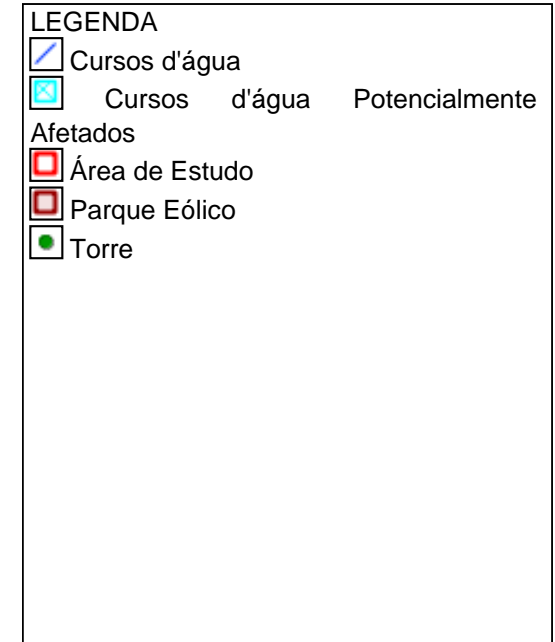 LEGENDA
Cursos d'água
Cursos d'água Potencialmente
Afetados
Área de Estudo
Parque Eólico
Torre